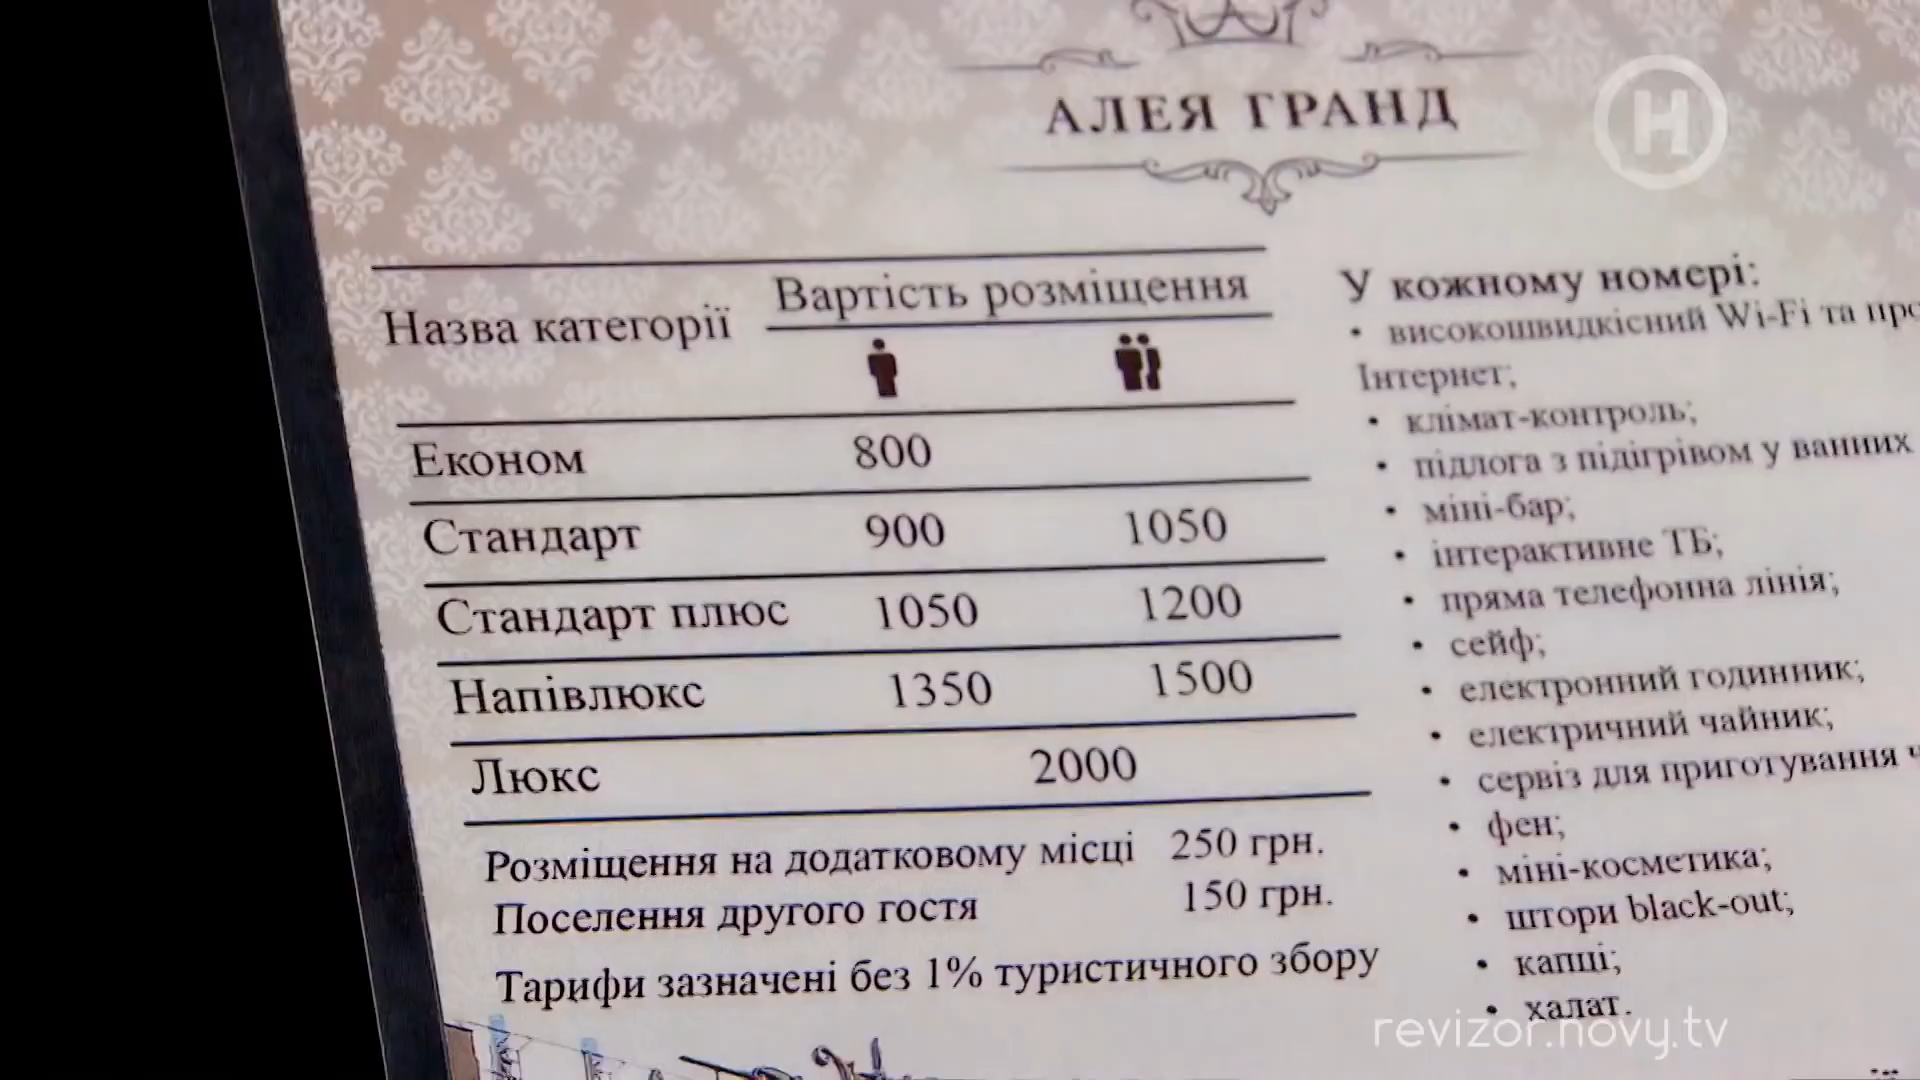 АЛЕЯ ГРАНД
Н
Назва категорії
Вартість розміщення
Економ 800
Стандарт 900 1050
Стандарт плюс 1050 1200
Напівлюкс 1350 1500
Люкс 2000
Розміщення на додатковому місці 250 грн.
Поселення другого гостя 150 грн.
Тарифи зазначені без 1% туристичного збору
У кожному номері:
• високошвидкісний Wi-Fi та
Інтернет;
• клімат-контроль;
• підлога з підігрівом у ванних
• міні-бар;
• інтерактивне ТБ;
• пряма телефонна лінія;
• сейф;
• електронний годинник;
• електричний чайник;
• сервіз для приготування
• фен;
• міні-косметика;
• штори black-out;
• капці;
• халат.
revizor.novy.tv